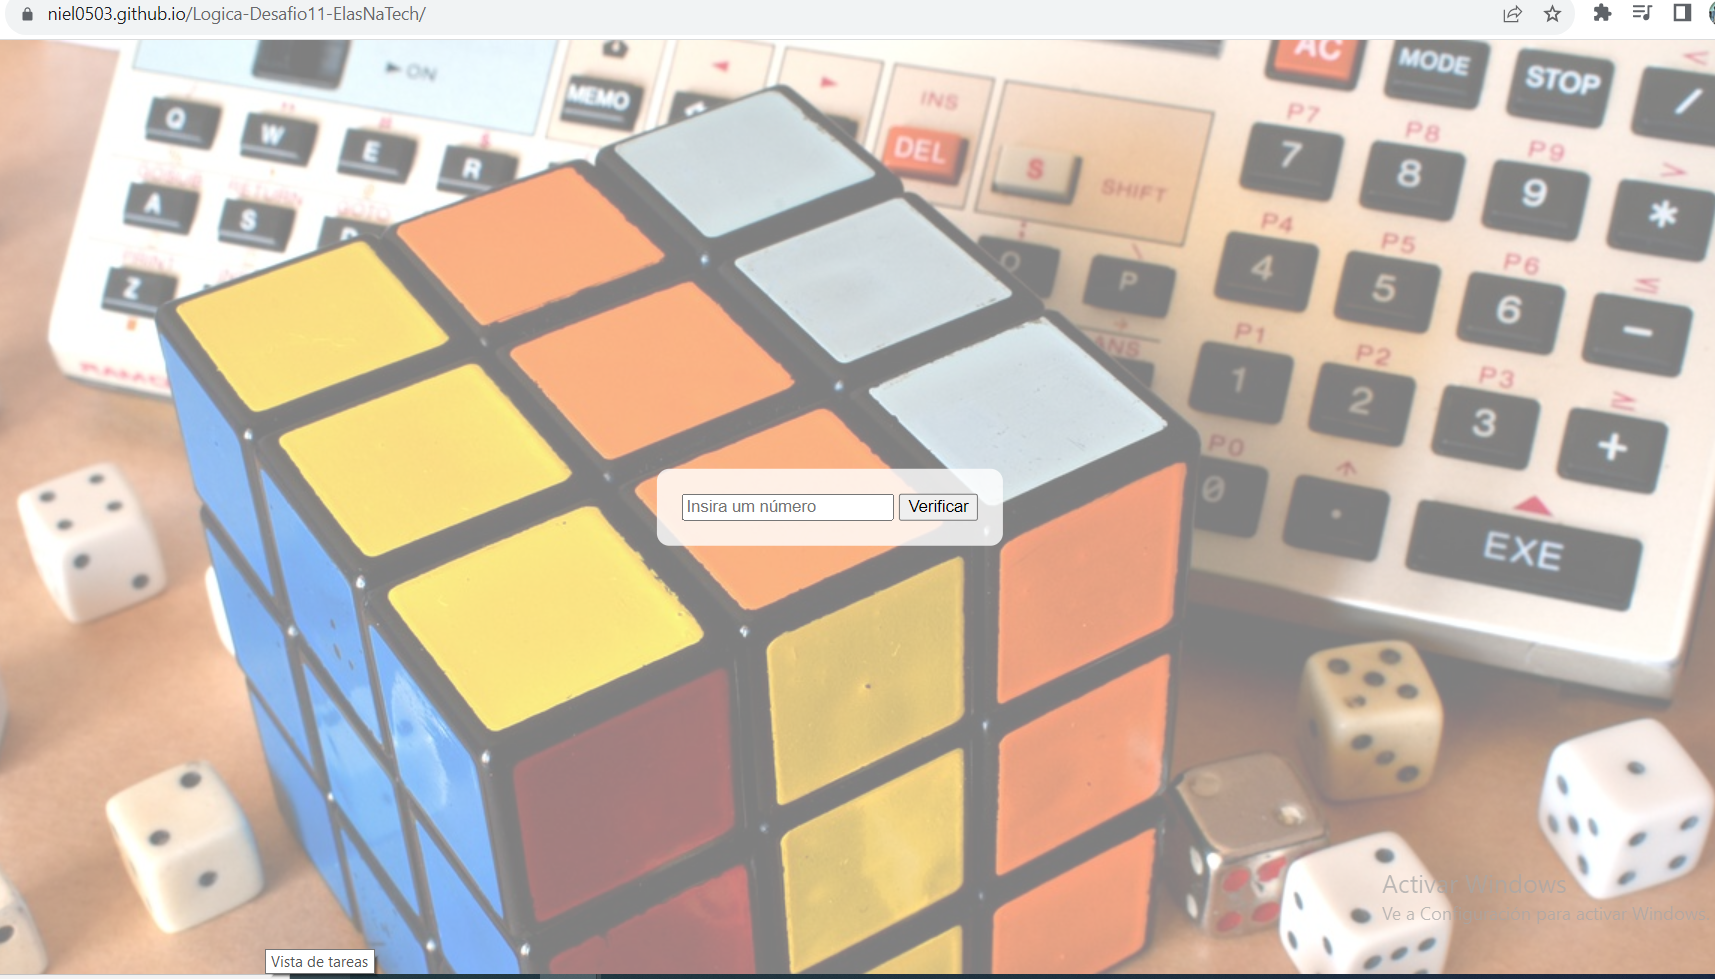 niel0503.github.io/Logica-Desafio11-ElasNaTech/
ON
MEMO
INS
DEL
S
SHIFT
AC
MODE
STOP
/
P7
P8
P9
7
8
9
*
Q
W
E
R
A
S
Z
O
P
ANS
P4
P5
P6
4
5
6
−
P1
P2
P3
1
2
3
+
P0
0
.
EXE
Insira um número
Verificar
Activar Windows
Ve a Configuración para activar Windows.
Vista de tareas